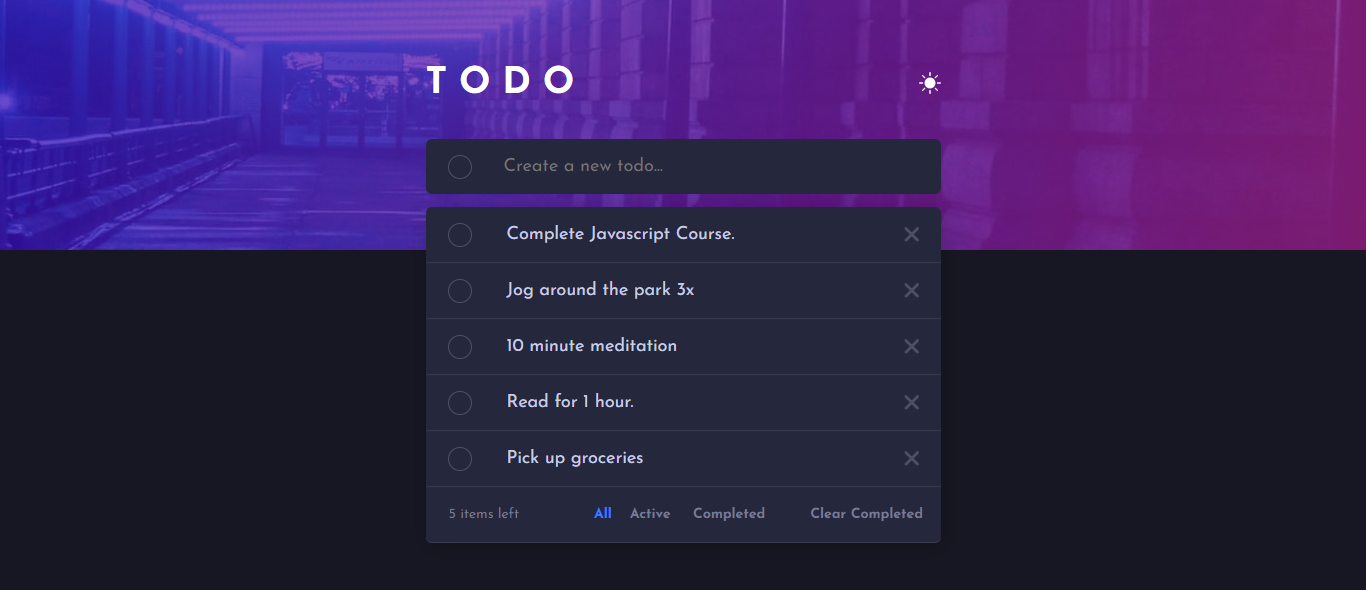 TODO
Create a new todo...
Complete Javascript Course.
Jog around the park 3x
10 minute meditation
Read for 1 hour.
Pick up groceries
5 items left All Active Completed Clear Completed